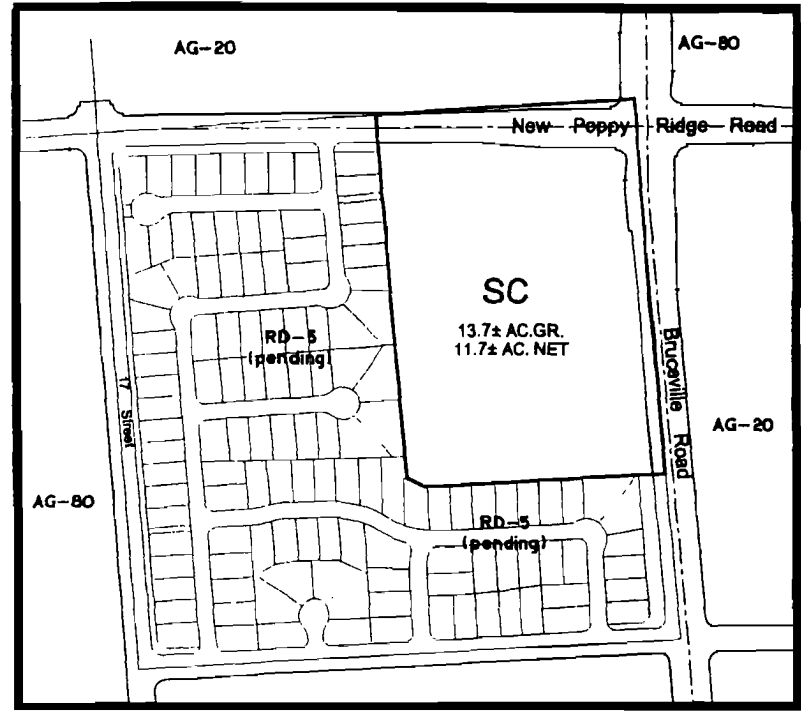 AG-20
AG-80
New Poppy Ridge Road
SC
13.7± AC.GR.
11.7± AC. NET
RD-5
(pending)
Bruceville Road
17 Street
AG-20
AG-80
RD-5
(pending)